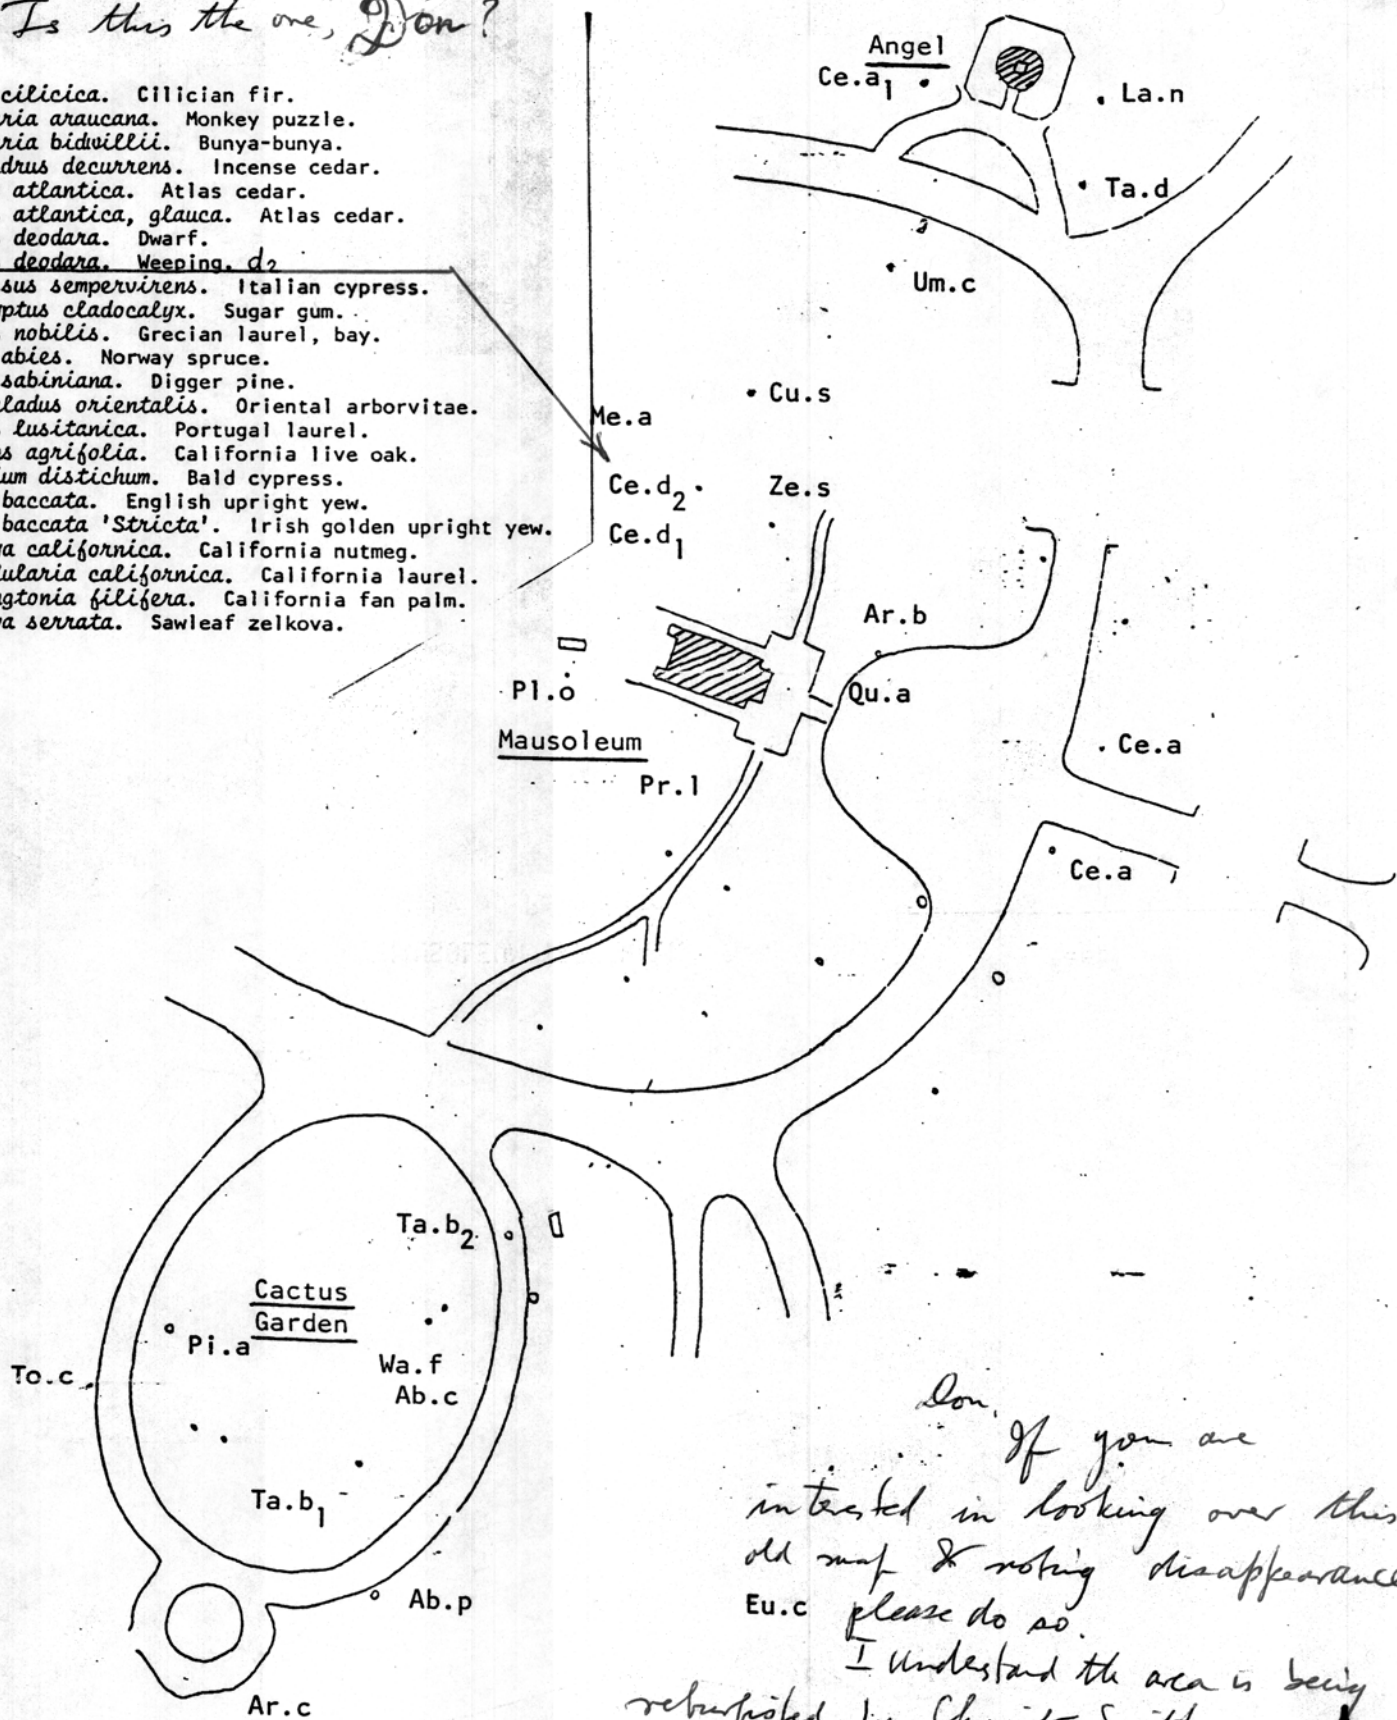 Is this the one, Don?
cilicica. Cilician fir.
ria araucana. Monkey puzzle.
ria bidwillii. Bunya-bunya.
drus decurrens. Incense cedar.
atlantica. Atlas cedar.
atlantica, glauca. Atlas cedar.
deodara. Dwarf.
deodara. Weeping. d2
sus sempervirens. Italian cypress.
ptus cladocalyx. Sugar gum.
nobilis. Grecian laurel, bay.
abies. Norway spruce.
sabiniana. Digger pine.
ladus orientalis. Oriental arborvitae.
lusitanica. Portugal laurel.
s agrifolia. California live oak.
um distichum. Bald cypress.
baccata. English upright yew.
baccata 'Stricta'. Irish golden upright yew.
a californica. California nutmeg.
ularia californica. California laurel.
gtonia filifera. California fan palm.
a serrata. Sawleaf zelkova.
Angel
Ce.a1
La.n
Ta.d
Um.c
Cu.s
Me.a
Ce.d2
Ze.s
Ce.d1
Ar.b
Pl.o
Qu.a
Mausoleum
Ce.a
Pr.l
Ce.a
Ta.b2
Cactus
Garden
Pi.a
Wa.f
To.c
Ab.c
Ta.b1
Ab.p
Eu.c
Ar.c
Don,
If you are
interested in looking over this
old map & noting disappearance
please do so.
I understand the area is being